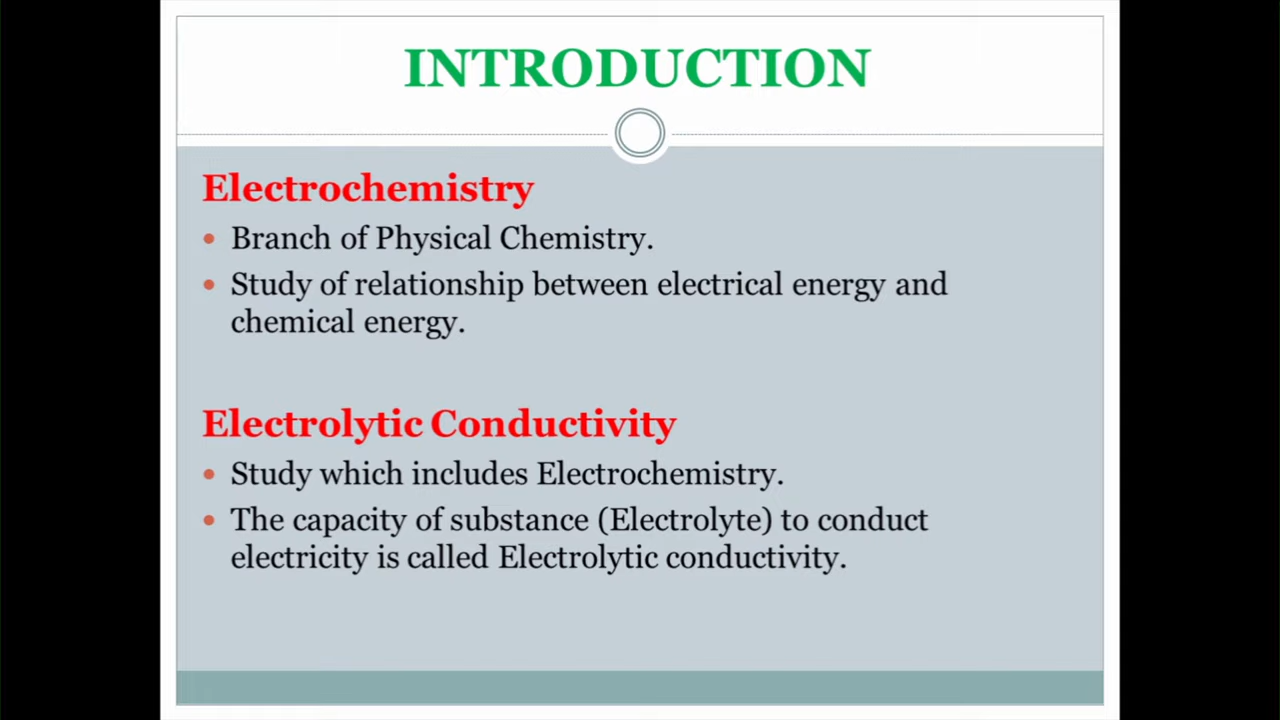 INTRODUCTION
Electrochemistry
• Branch of Physical Chemistry.
• Study of relationship between electrical energy and
chemical energy.
Electrolytic Conductivity
• Study which includes Electrochemistry.
• The capacity of substance (Electrolyte) to conduct
electricity is called Electrolytic conductivity.